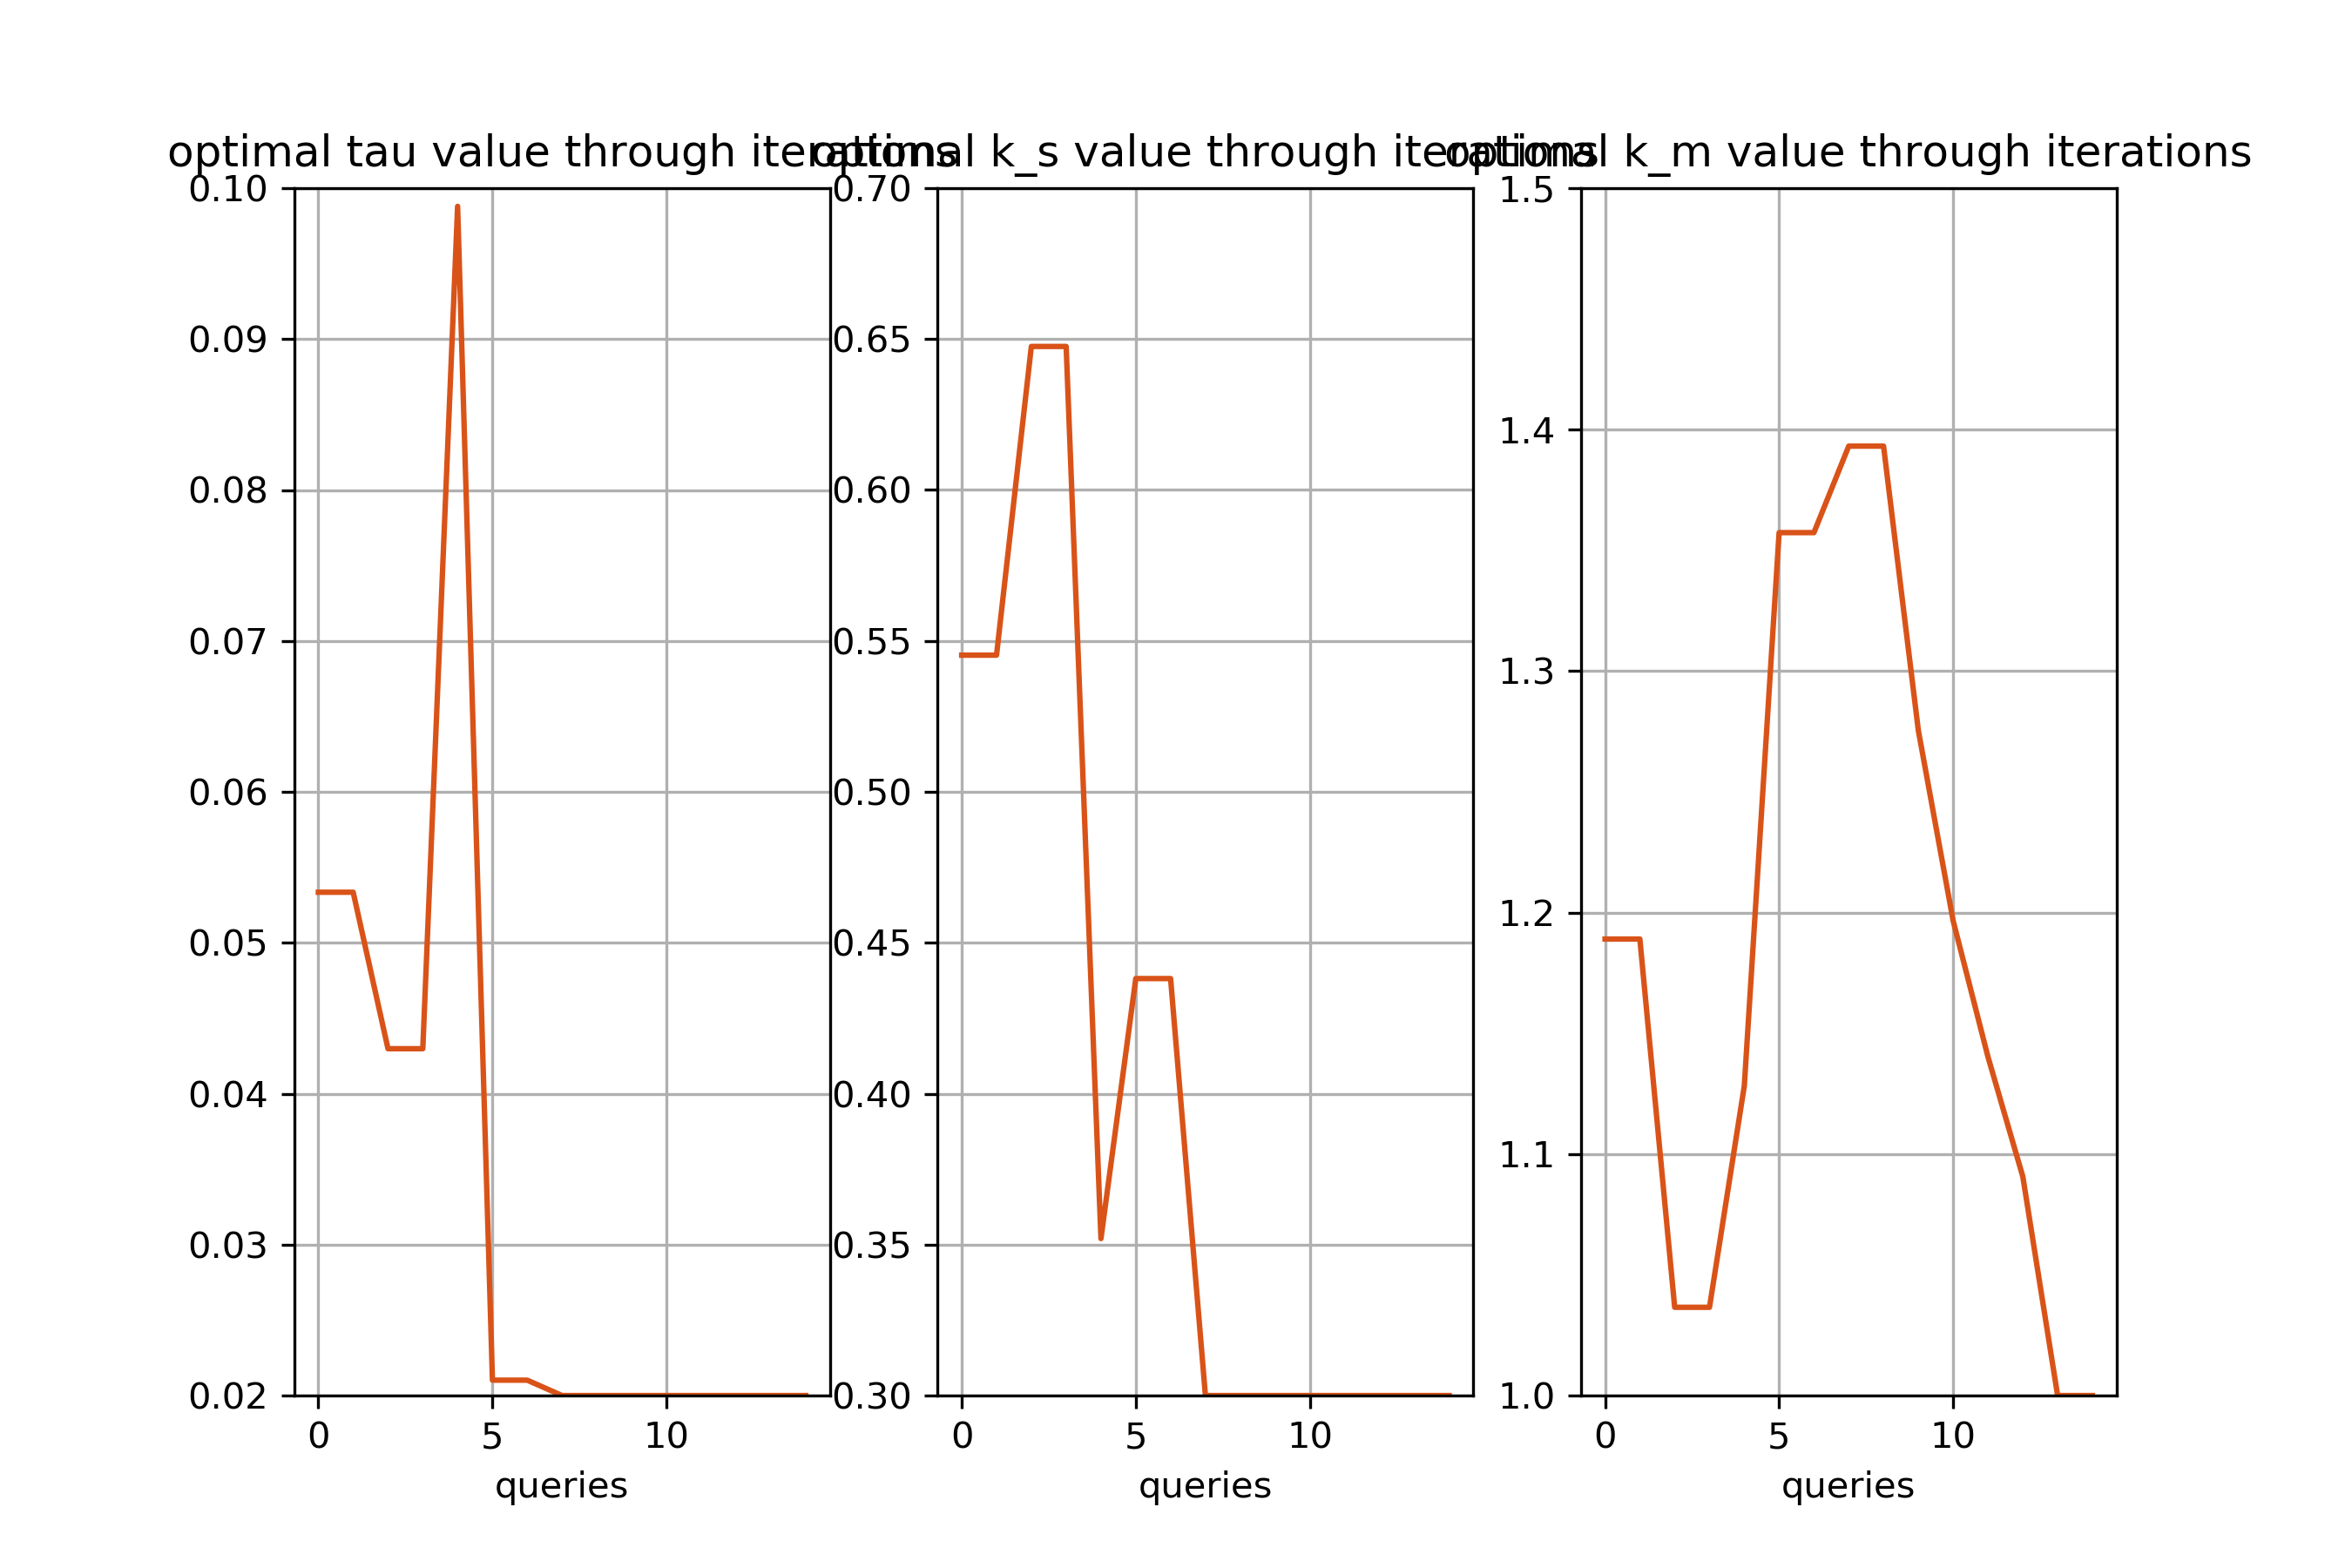 optimal tau value through iterations
optimal k_s value through iterations
optimal k_m value through iterations
0.10
0.09
0.08
0.07
0.06
0.05
0.04
0.03
0.02
0 5 10
queries
0.70
0.65
0.60
0.55
0.50
0.45
0.40
0.35
0.30
0 5 10
queries
1.5
1.4
1.3
1.2
1.1
1.0
0 5 10
queries